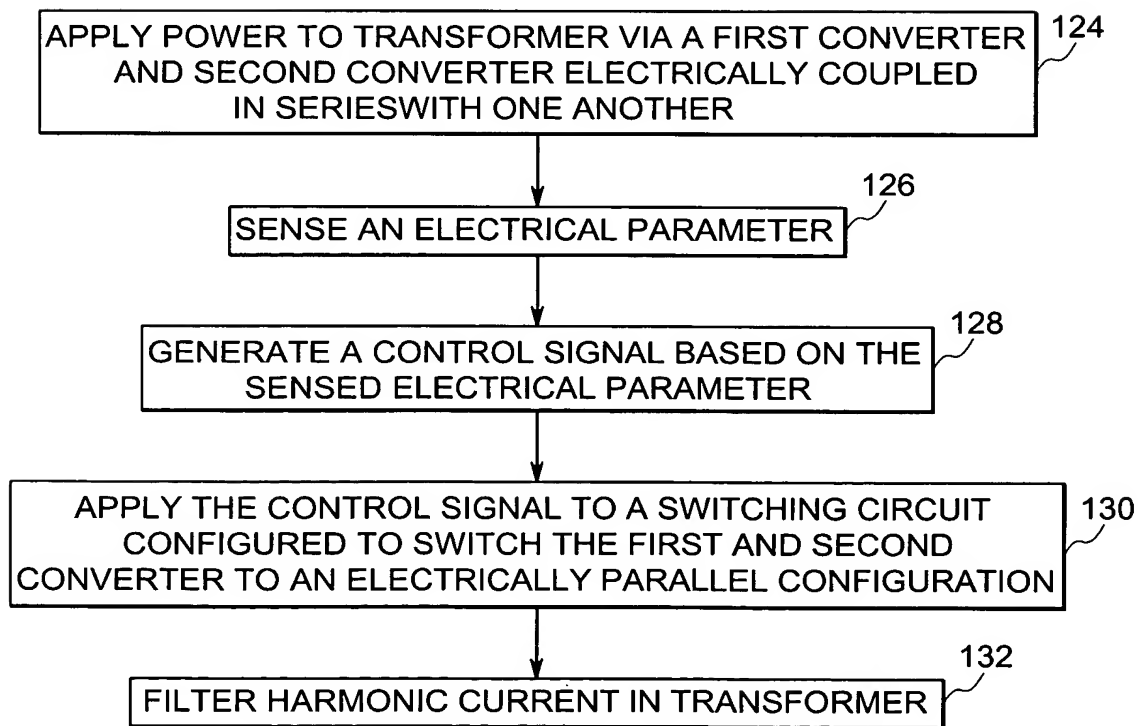 APPLY POWER TO TRANSFORMER VIA A FIRST CONVERTER
AND SECOND CONVERTER ELECTRICALLY COUPLED
IN SERIESWITH ONE ANOTHER
124
SENSE AN ELECTRICAL PARAMETER
126
GENERATE A CONTROL SIGNAL BASED ON THE
SENSED ELECTRICAL PARAMETER
128
APPLY THE CONTROL SIGNAL TO A SWITCHING CIRCUIT
CONFIGURED TO SWITCH THE FIRST AND SECOND
CONVERTER TO AN ELECTRICALLY PARALLEL CONFIGURATION
130
FILTER HARMONIC CURRENT IN TRANSFORMER
132